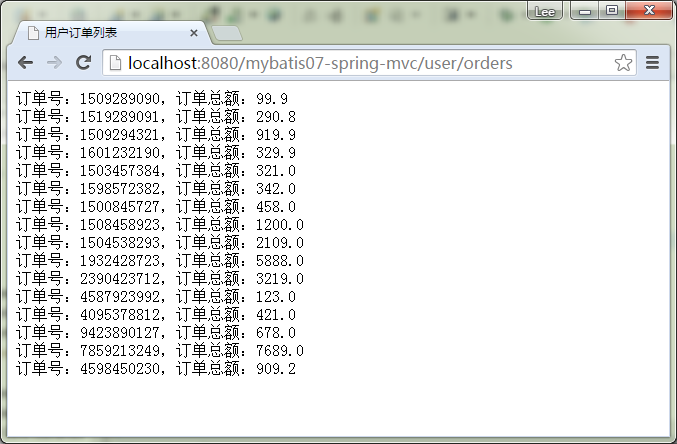 Lee
用户订单列表
localhost:8080/mybatis07-spring-mvc/user/orders
订单号：1509289090，订单总额：99.9
订单号：1519289091，订单总额：290.8
订单号：1509294321，订单总额：919.9
订单号：1601232190，订单总额：329.9
订单号：1503457384，订单总额：321.0
订单号：1598572382，订单总额：342.0
订单号：1500845727，订单总额：458.0
订单号：1508458923，订单总额：1200.0
订单号：1504538293，订单总额：2109.0
订单号：1932428723，订单总额：5888.0
订单号：2390423712，订单总额：3219.0
订单号：4587923992，订单总额：123.0
订单号：4095378812，订单总额：421.0
订单号：9423890127，订单总额：678.0
订单号：7859213249，订单总额：7689.0
订单号：4598450230，订单总额：909.2